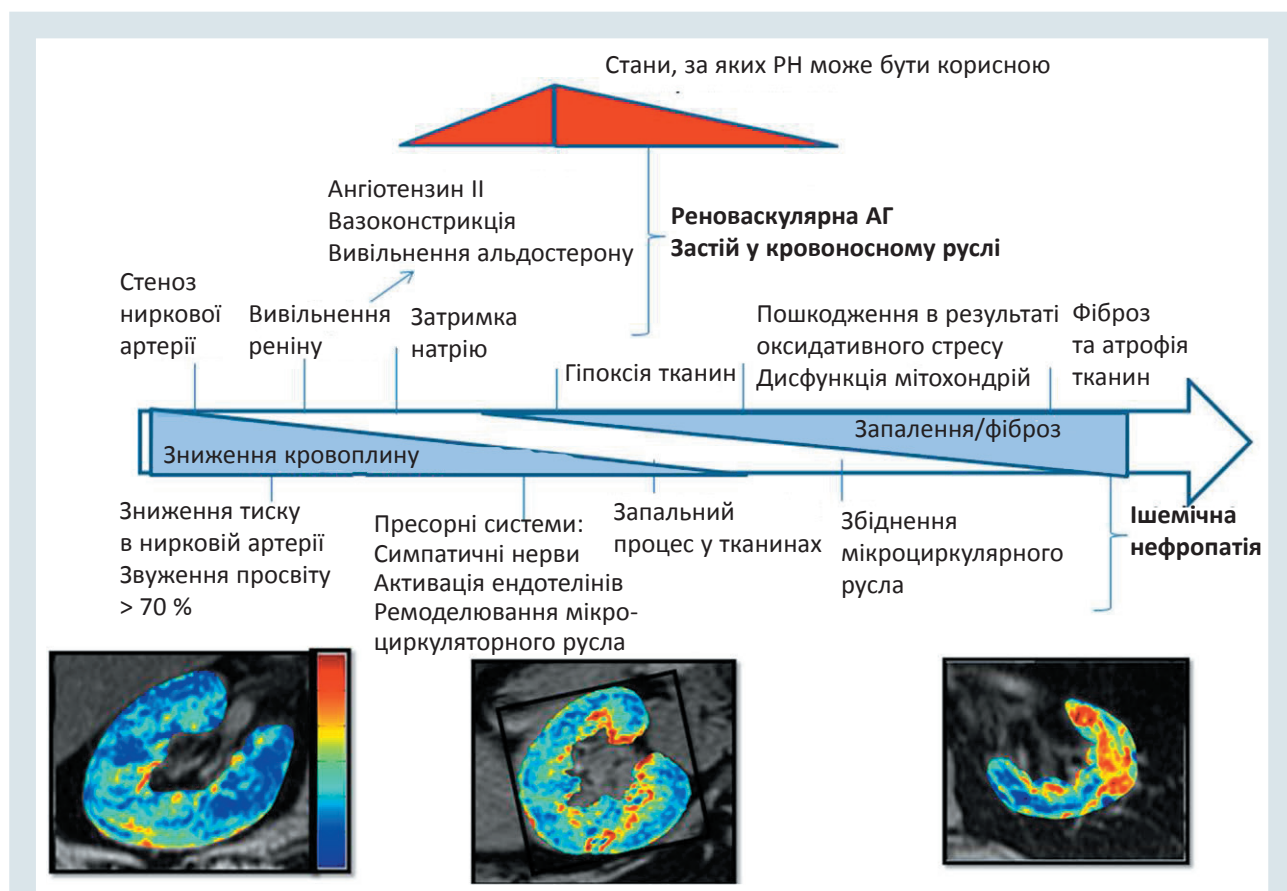 Стани, за яких РН може бути корисною
Ангіотензин II
Вазоконстрикція
Вивільнення альдостерону
Реноваскулярна АГ
Застій у кровоносному руслі
Стеноз
ниркової
артерії
Вивільнення
реніну
Затримка
натрію
Гіпоксія тканин
Пошкодження в результаті
оксидативного стресу
Дисфункція мітохондрій
Фіброз
та атрофія
тканин
Зниження кровоплину
Запалення/фіброз
Зниження тиску
в нирковій артерії
Звуження просвіту
> 70 %
Пресорні системи:
Симпатичні нерви
Активація ендотелінів
Ремоделювання мікро-
циркуляторного русла
Запальний
процес у тканинах
Збіднення
мікроциркулярного
русла
Ішемічна
нефропатія